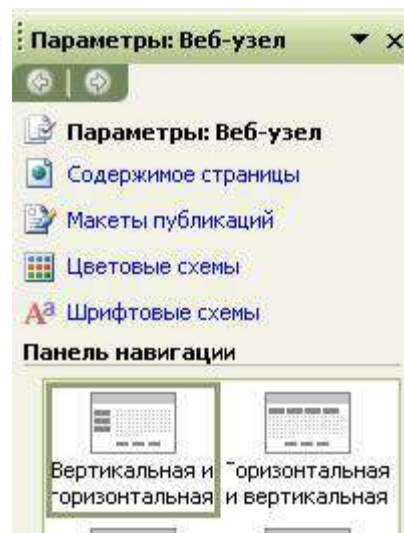 Параметры: Веб-узел
Параметры: Веб-узел
Содержимое страницы
Макеты публикаций
Цветовые схемы
Aª Шрифтовые схемы
Панель навигации
Вертикальная и горизонтальная
Горизонтальная и вертикальная